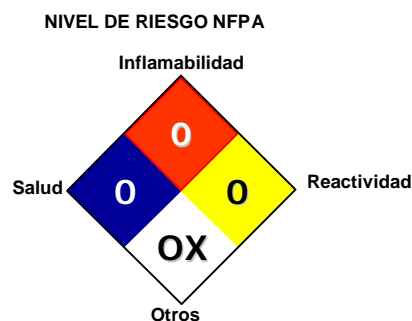 NIVEL DE RIESGO NFPA
Inflamabilidad
0
Salud
0
0
Reactividad
OX
Otros